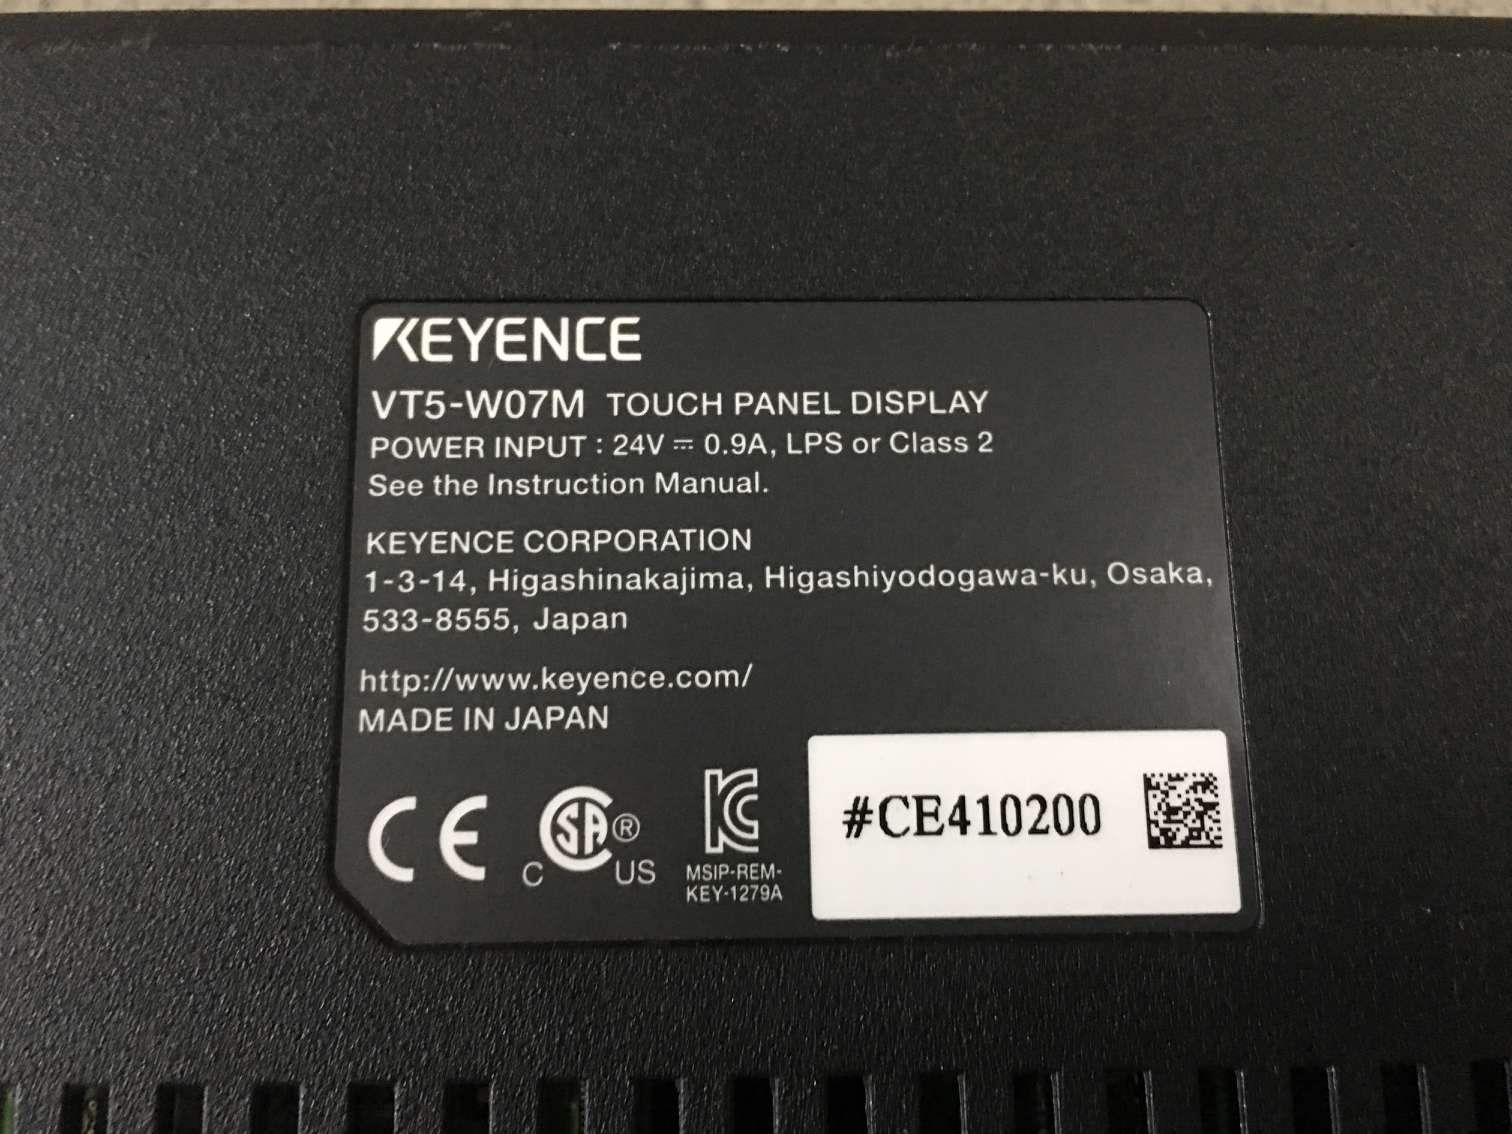 KEYENCE
VT5-W07M TOUCH PANEL DISPLAY
POWER INPUT : 24V ⎓ 0.9A, LPS or Class 2
See the Instruction Manual.
KEYENCE CORPORATION
1-3-14, Higashinakajima, Higashiyodogawa-ku, Osaka,
533-8555, Japan
http://www.keyence.com/
MADE IN JAPAN
CE C SA® US KC
MSIP-REM-
KEY-1279A
#CE410200